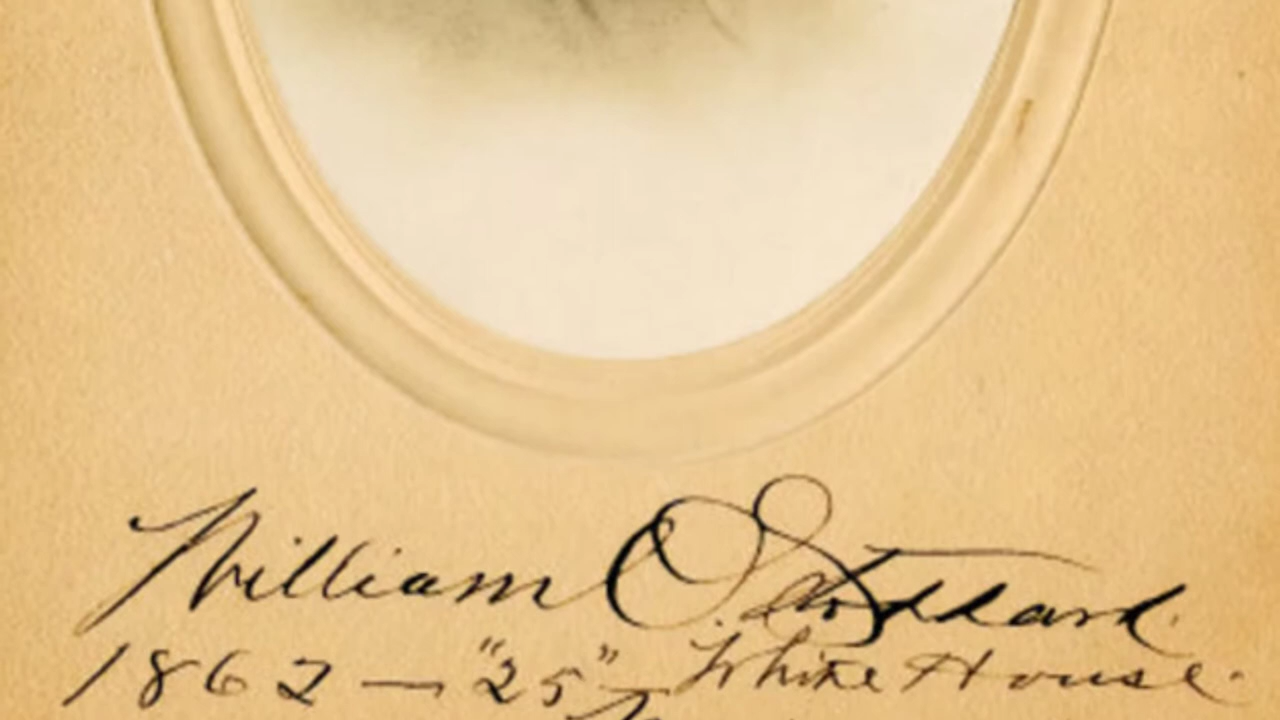 William O Stoddard.
1862 — "25" White House.